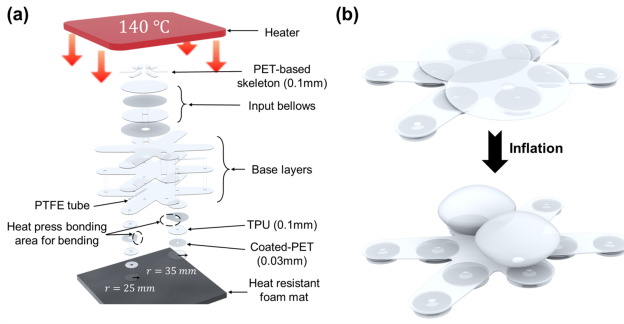 (a)
140 ℃
Heater
PET-based
skeleton (0.1mm)
Input bellows
Base layers
PTFE tube
Heat press bonding
area for bending
TPU (0.1mm)
Coated-PET
(0.03mm)
r = 35 mm
r = 25 mm
Heat resistant
foam mat
(b)
Inflation